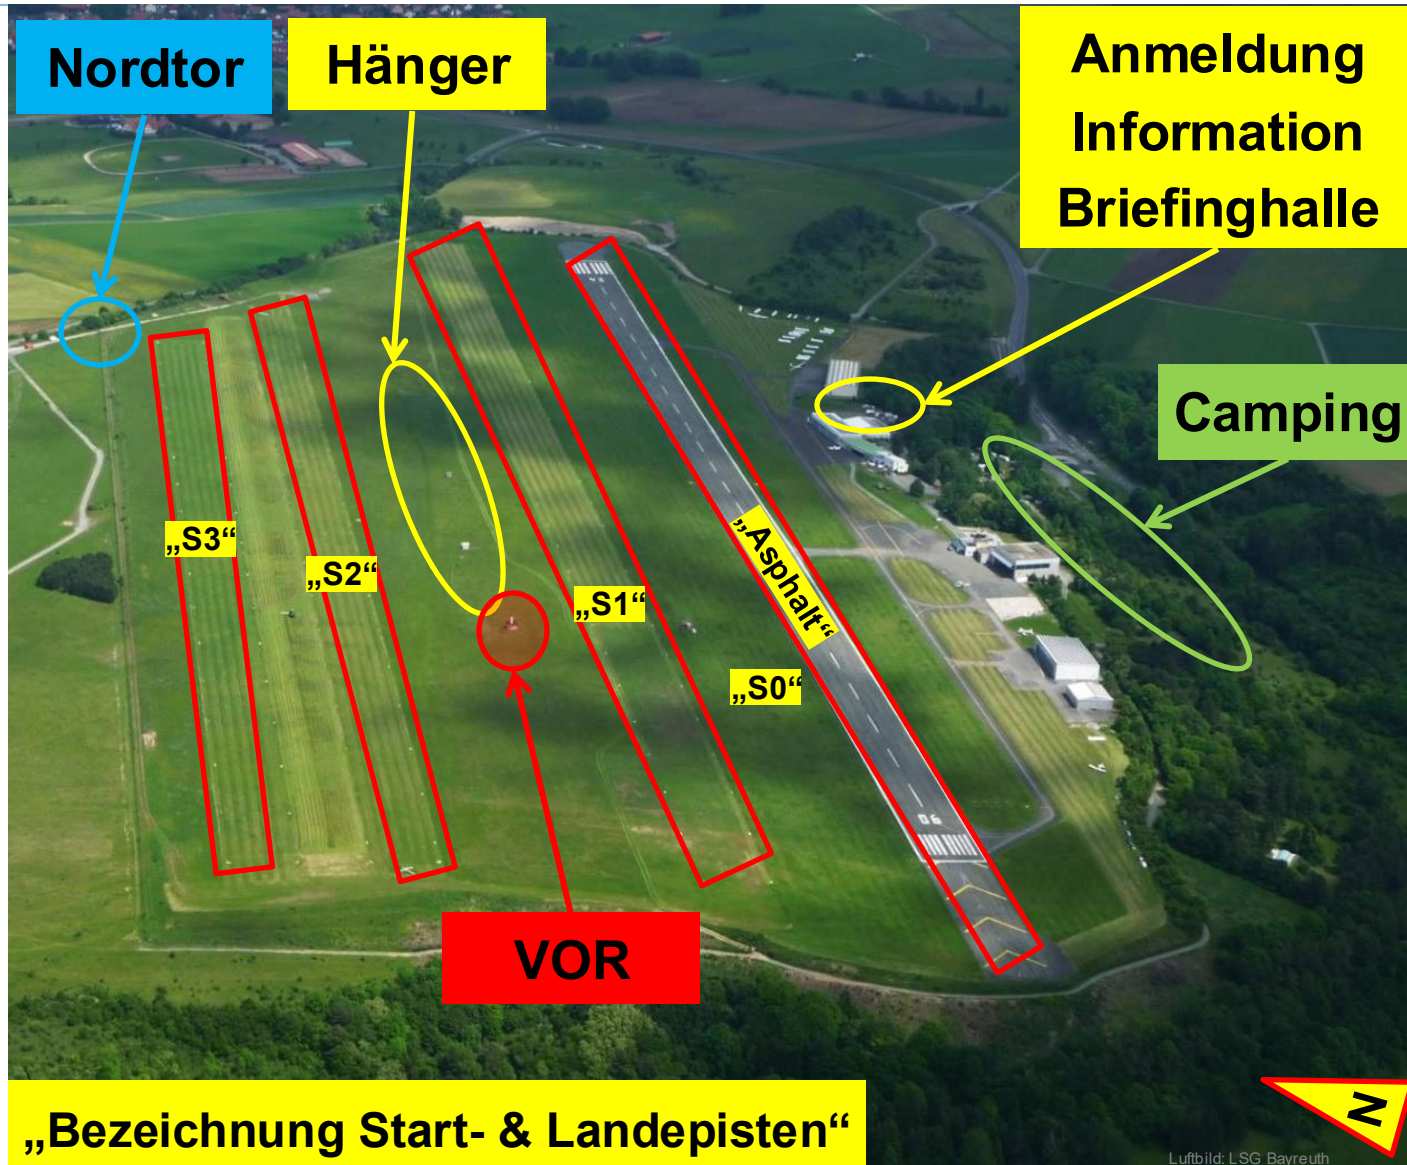 Nordtor
Hänger
Anmeldung
Information
Briefinghalle
Camping
„S3“
„S2“
„S1“
„Asphalt“
„S0“
06
VOR
„Bezeichnung Start- & Landepisten“
N
Luftbild: LSG Bayreuth